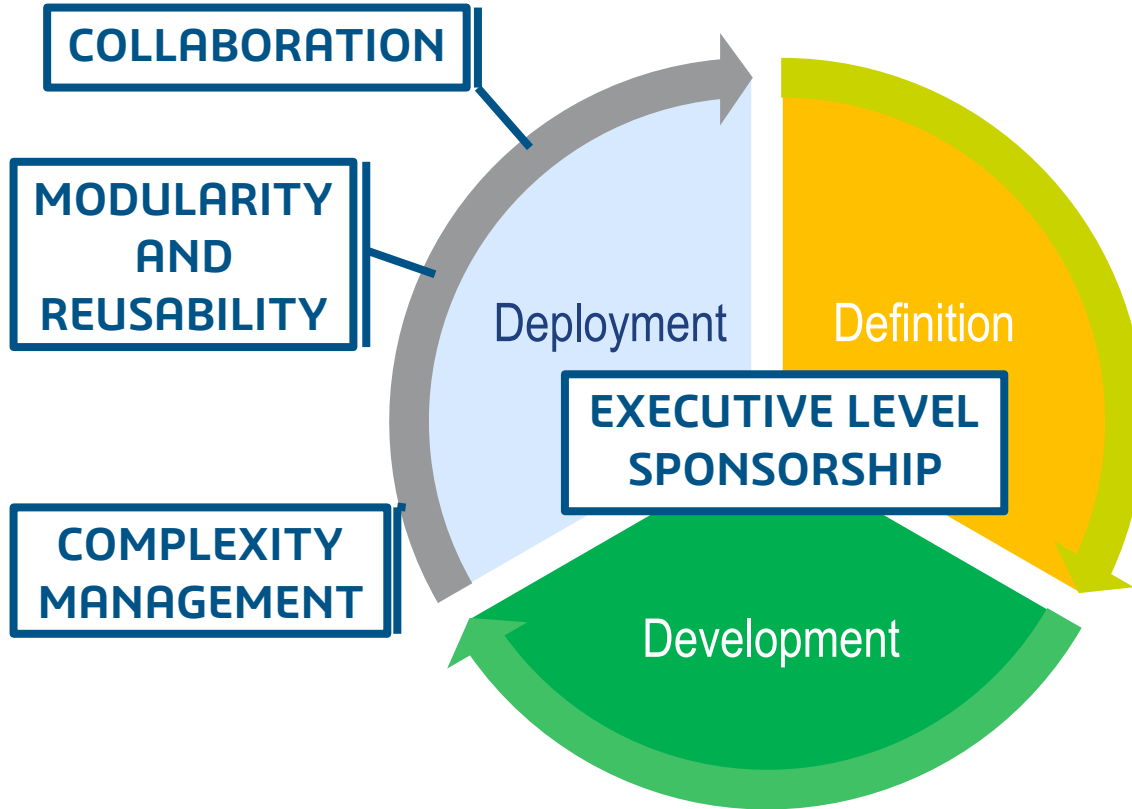 COLLABORATION
MODULARITY
AND
REUSABILITY
Deployment
Definition
EXECUTIVE LEVEL
SPONSORSHIP
COMPLEXITY
MANAGEMENT
Development